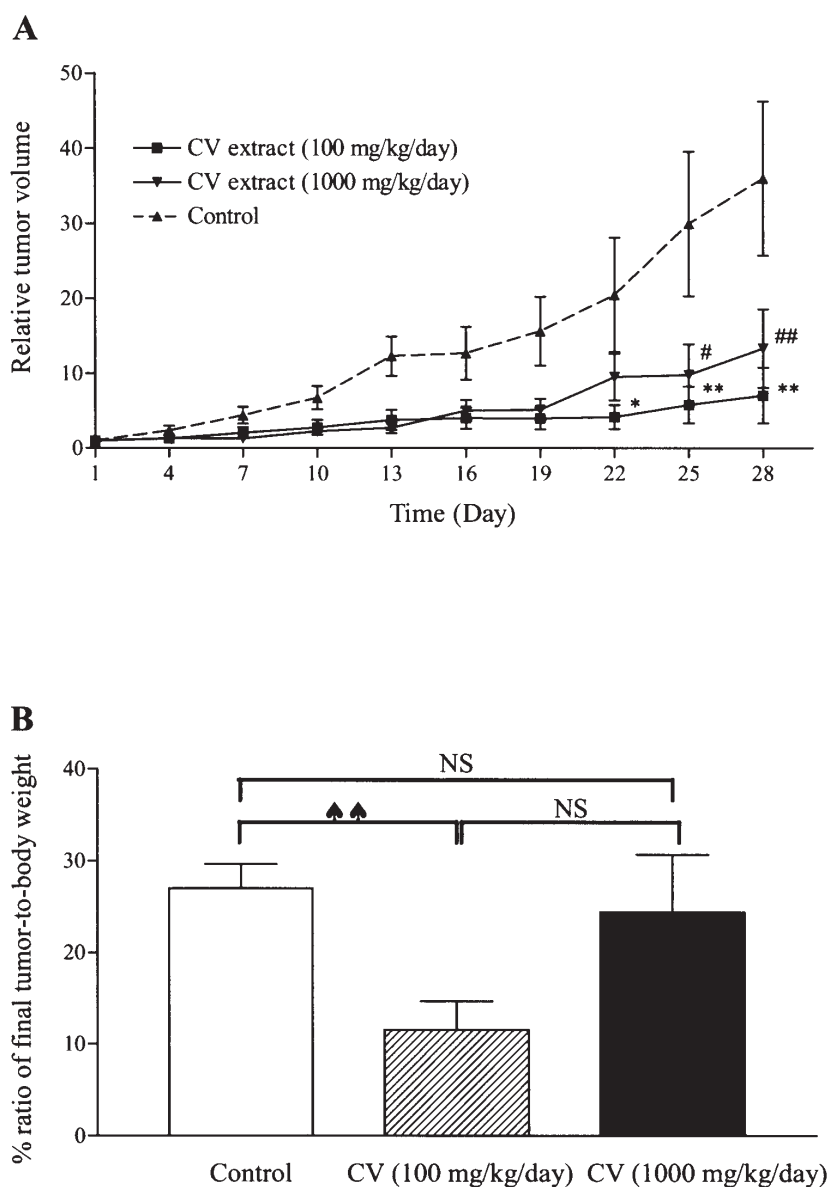 A
50
40
30
20
10
0
Relative tumor volume
CV extract (100 mg/kg/day)
CV extract (1000 mg/kg/day)
Control
#
##
*
**
**
1 4 7 10 13 16 19 22 25 28
Time (Day)
B
40
30
20
10
0
% ratio of final tumor-to-body weight
NS
♠♠
NS
Control CV (100 mg/kg/day) CV (1000 mg/kg/day)